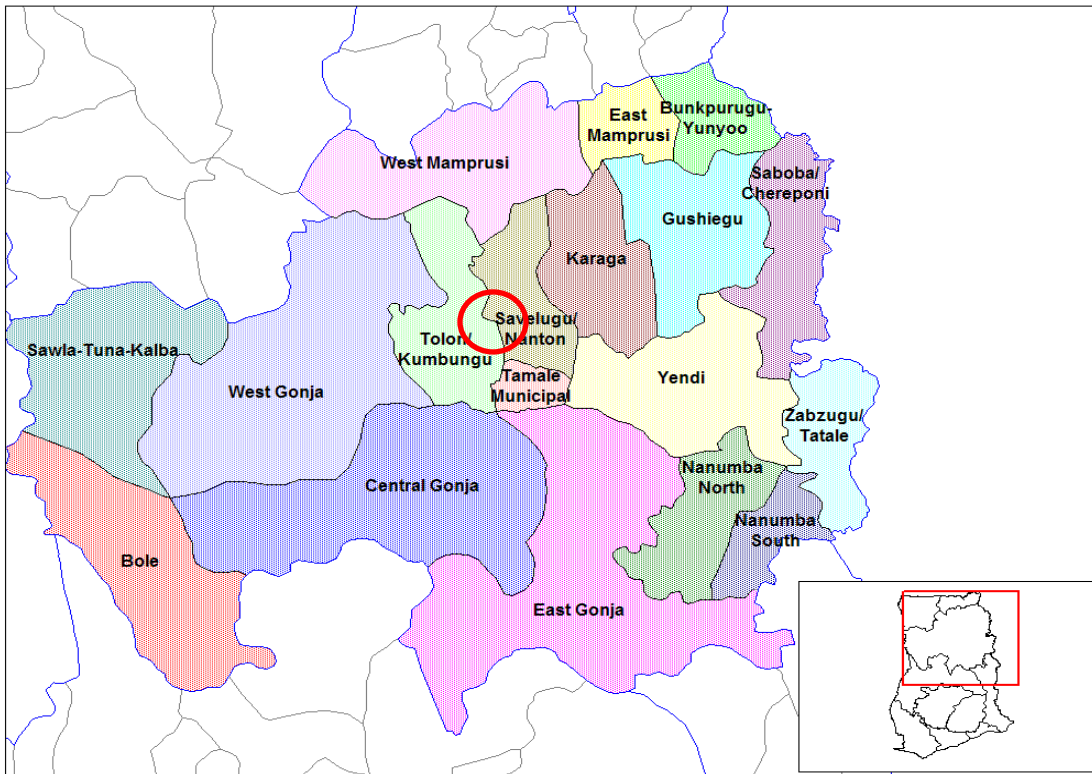 East
Mamprusi
Bunkpurugu-
Yunyoo
West Mamprusi
Saboba/
Chereponi
Gushiegu
Karaga
Savelugu/
Nanton
Tolon/
Kumbungu
Sawla-Tuna-Kalba
West Gonja
Tamale
Municipal
Yendi
Zabzugu/
Tatale
Nanumba
North
Central Gonja
Nanumba
South
Bole
East Gonja